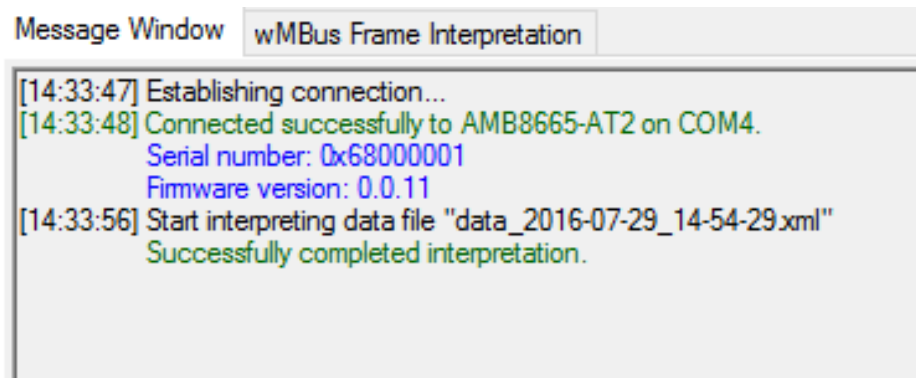 Message Window
wMBus Frame Interpretation
[14:33:47] Establishing connection...
[14:33:48] Connected successfully to AMB8665-AT2 on COM4.
Serial number: 0x68000001
Firmware version: 0.0.11
[14:33:56] Start interpreting data file "data_2016-07-29_14-54-29.xml"
Successfully completed interpretation.